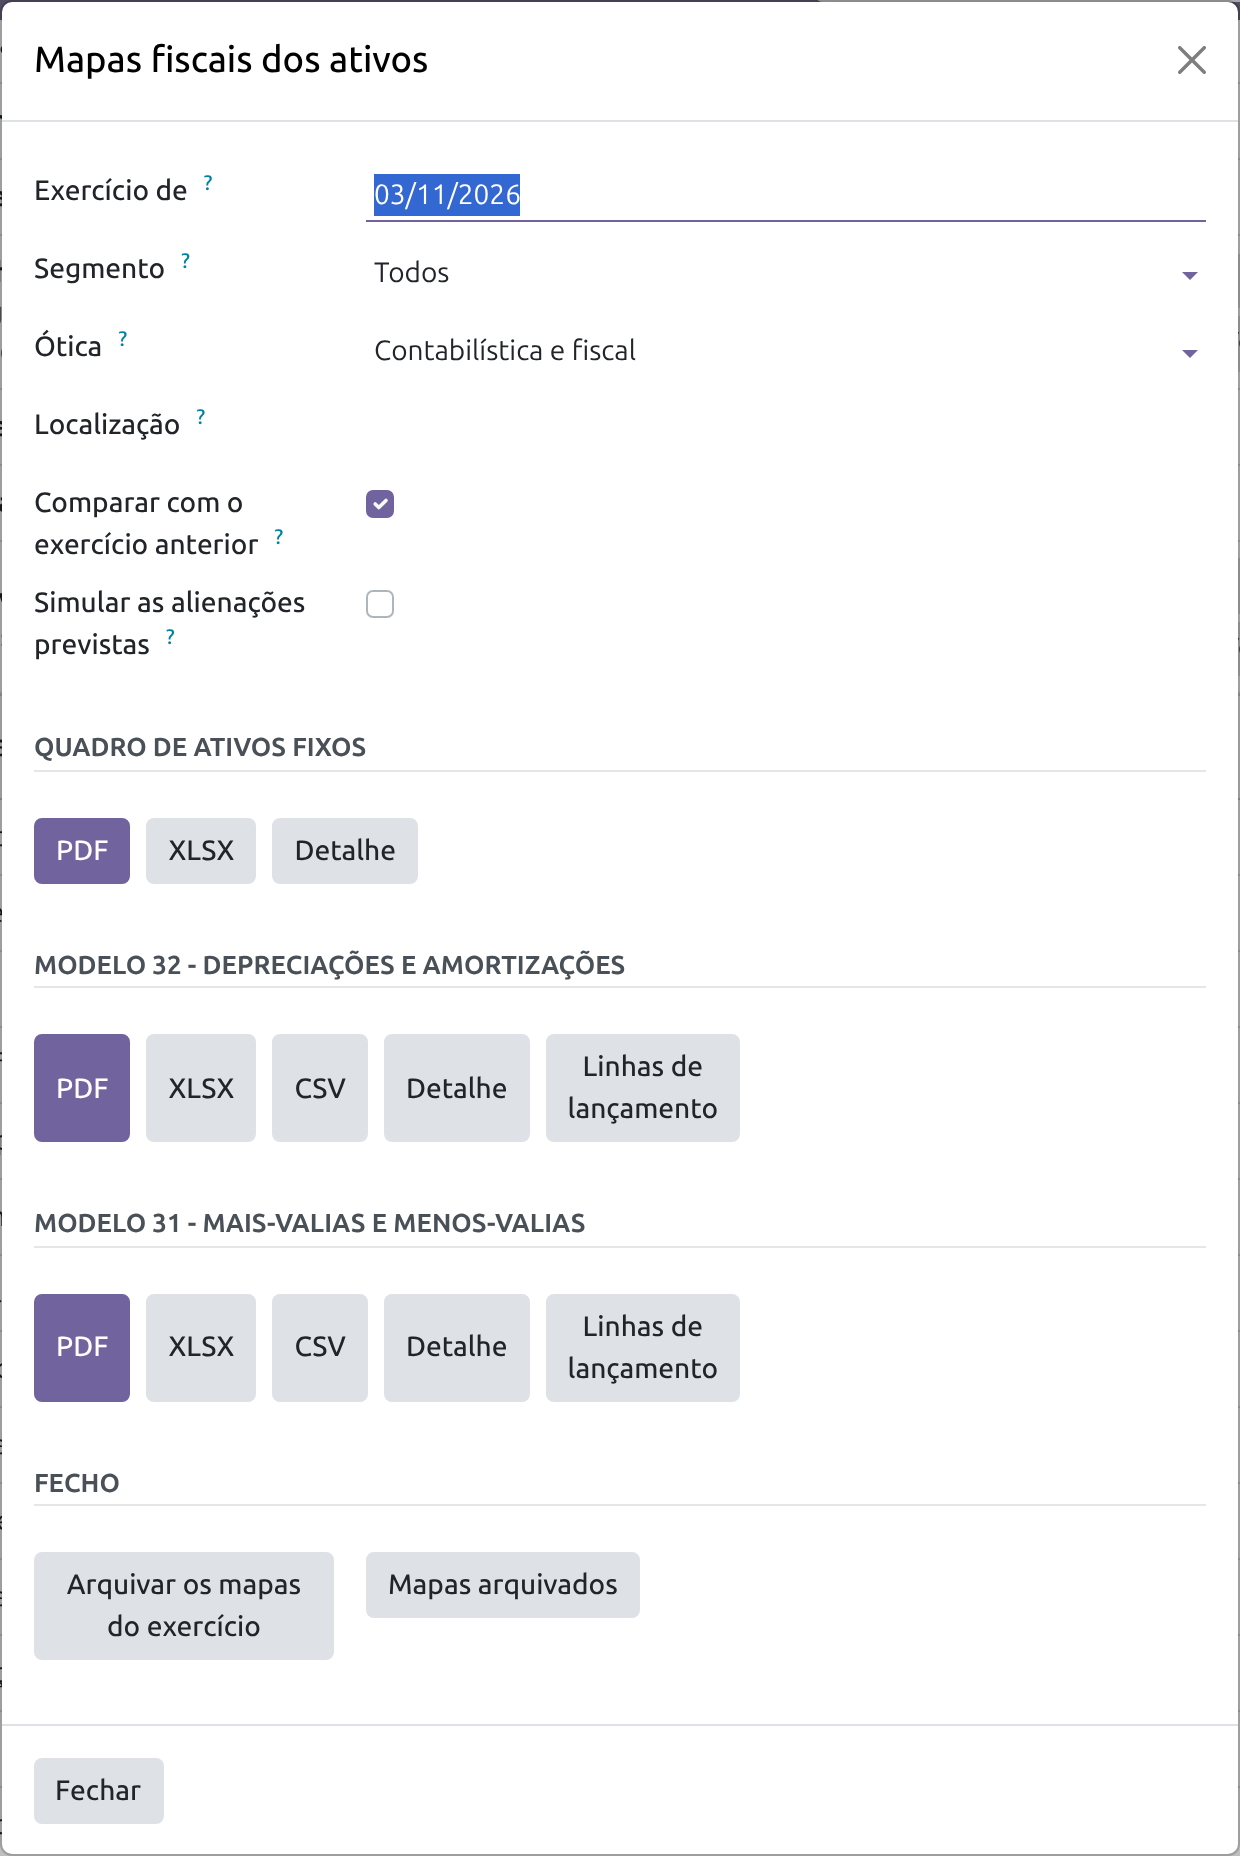 Mapas fiscais dos ativos
Exercício de ?
03/11/2026
Segmento ?
Todos
Ótica ?
Contabilística e fiscal
Localização ?
Comparar com o
exercício anterior ?
Simular as alienações
previstas ?
QUADRO DE ATIVOS FIXOS
PDF XLSX Detalhe
MODELO 32 - DEPRECIAÇÕES E AMORTIZAÇÕES
PDF XLSX CSV Detalhe Linhas de
lançamento
MODELO 31 - MAIS-VALIAS E MENOS-VALIAS
PDF XLSX CSV Detalhe Linhas de
lançamento
FECHO
Arquivar os mapas
do exercício
Mapas arquivados
Fechar